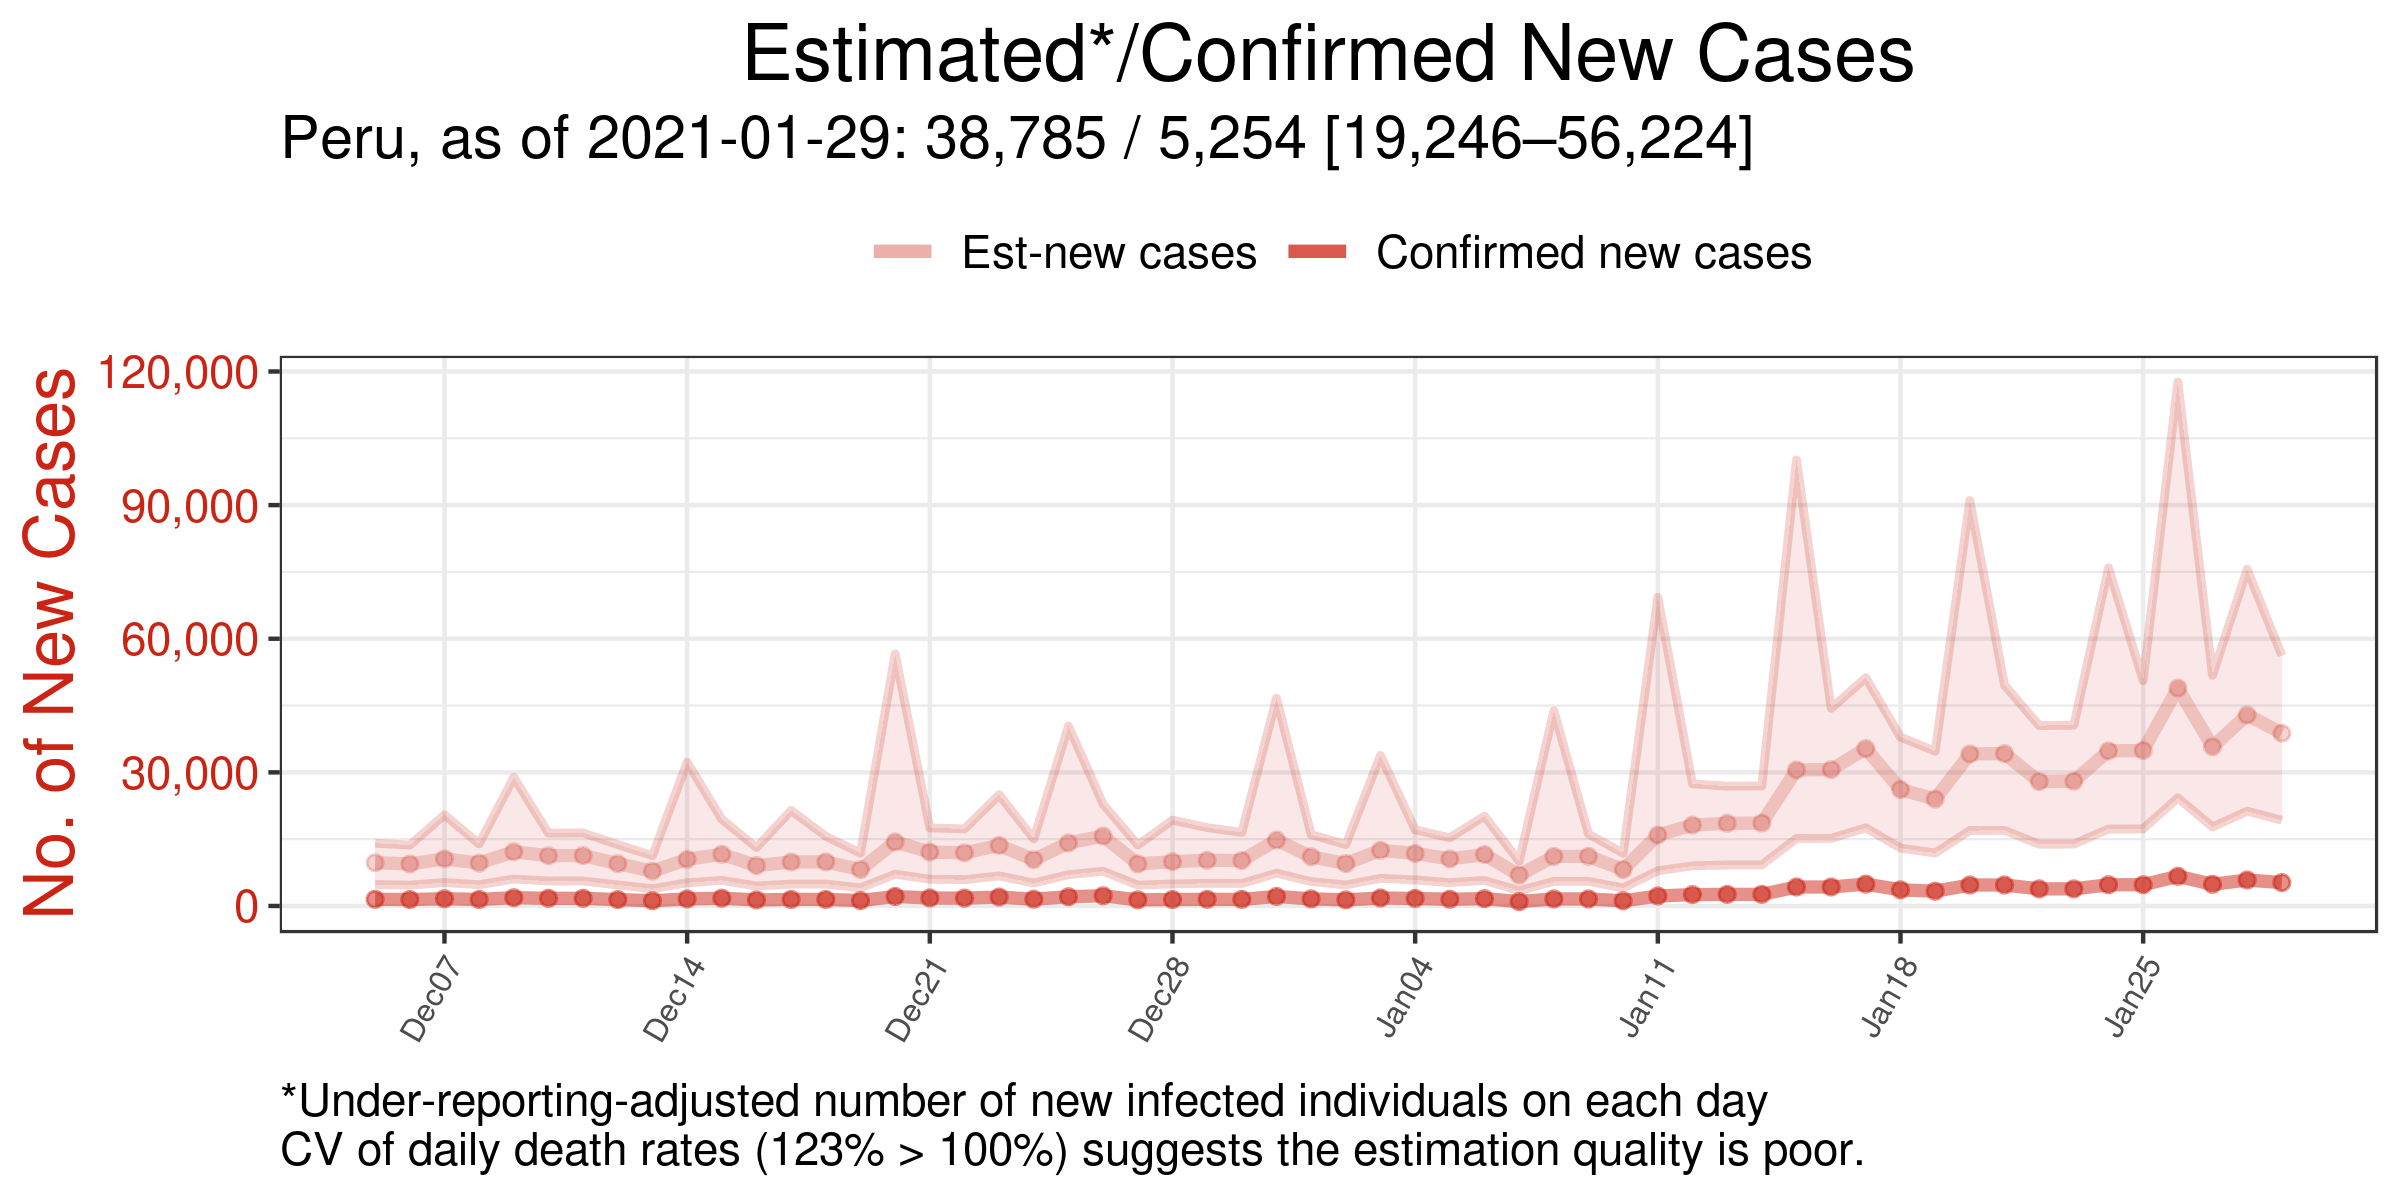 Estimated*/Confirmed New Cases
Peru, as of 2021-01-29: 38,785 / 5,254 [19,246–56,224]
Est-new cases
Confirmed new cases
No. of New Cases
120,000
90,000
60,000
30,000
0
Dec07
Dec14
Dec21
Dec28
Jan04
Jan11
Jan18
Jan25
*Under-reporting-adjusted number of new infected individuals on each day
CV of daily death rates (123% > 100%) suggests the estimation quality is poor.